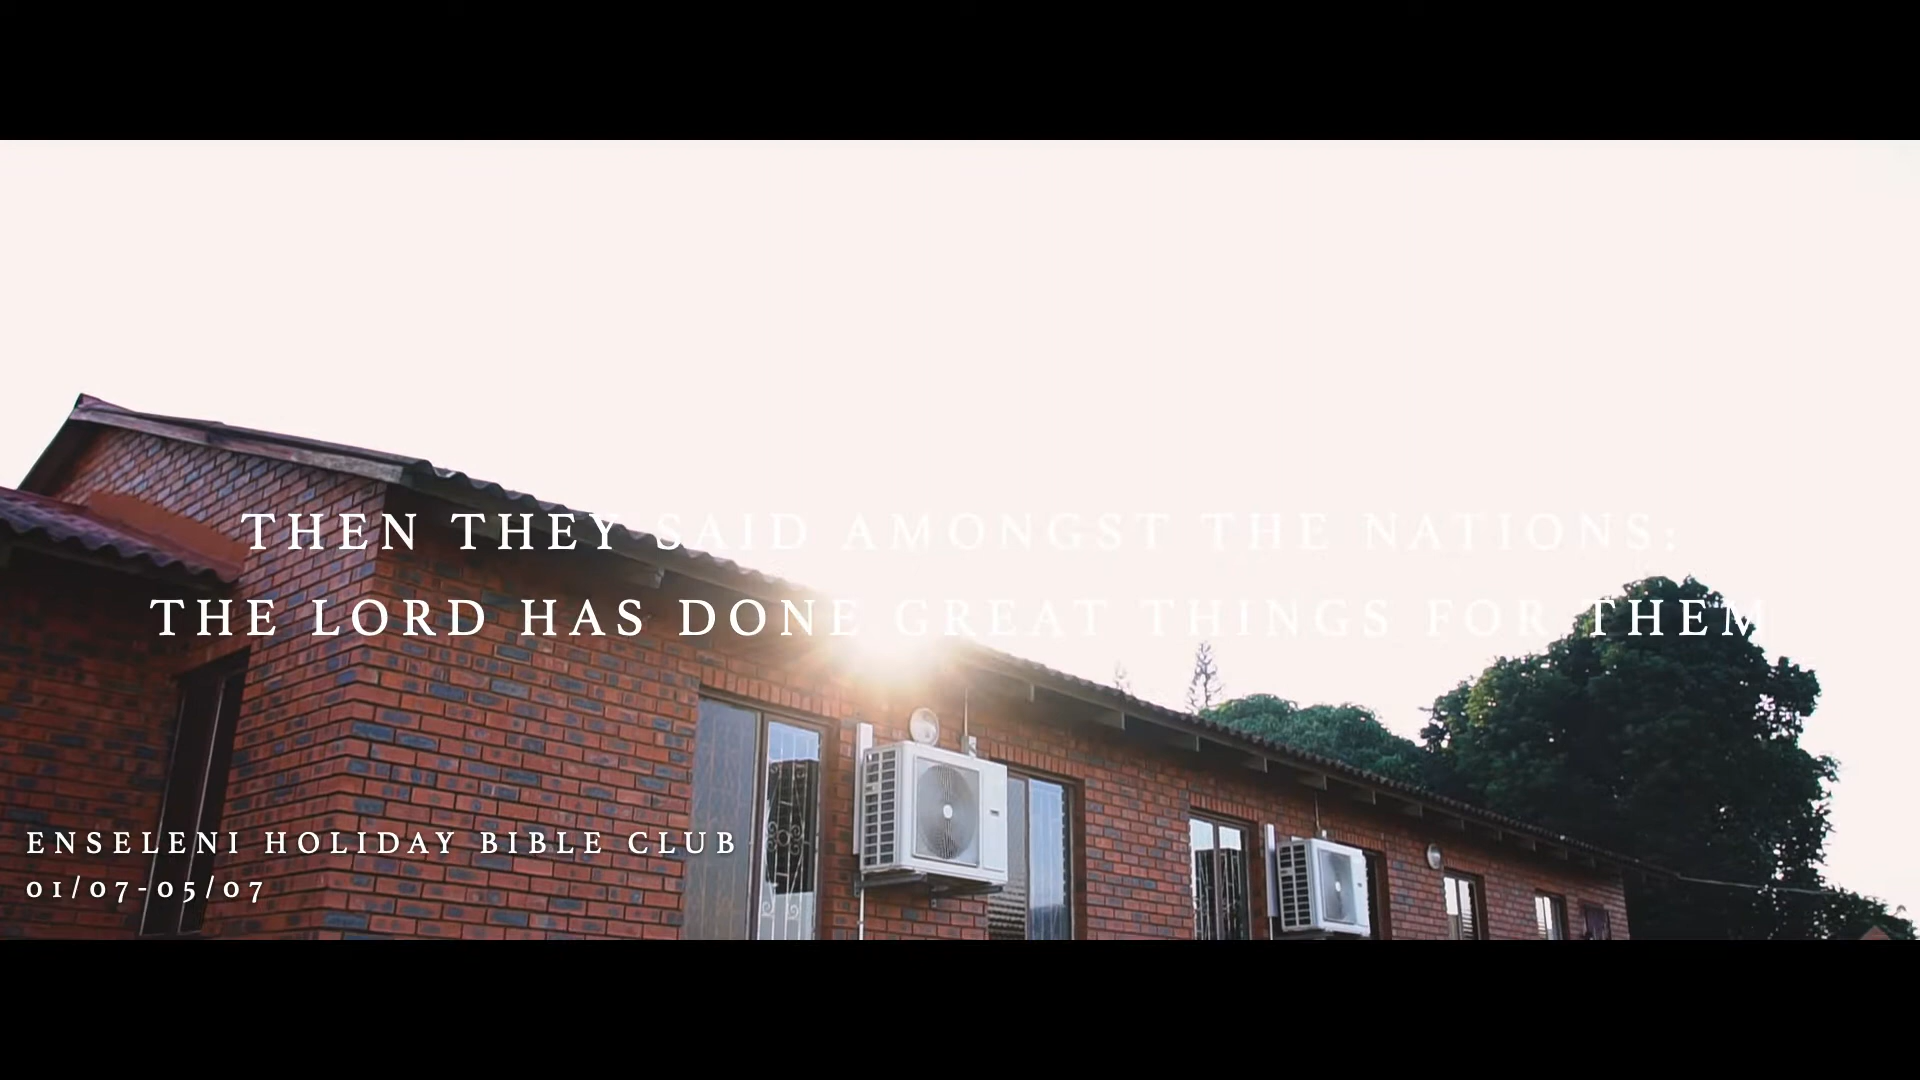 THEN THEY SAID AMONGST THE NATIONS:
THE LORD HAS DONE GREAT THINGS FOR THEM
ENSELENI HOLIDAY BIBLE CLUB
01/07-05/07